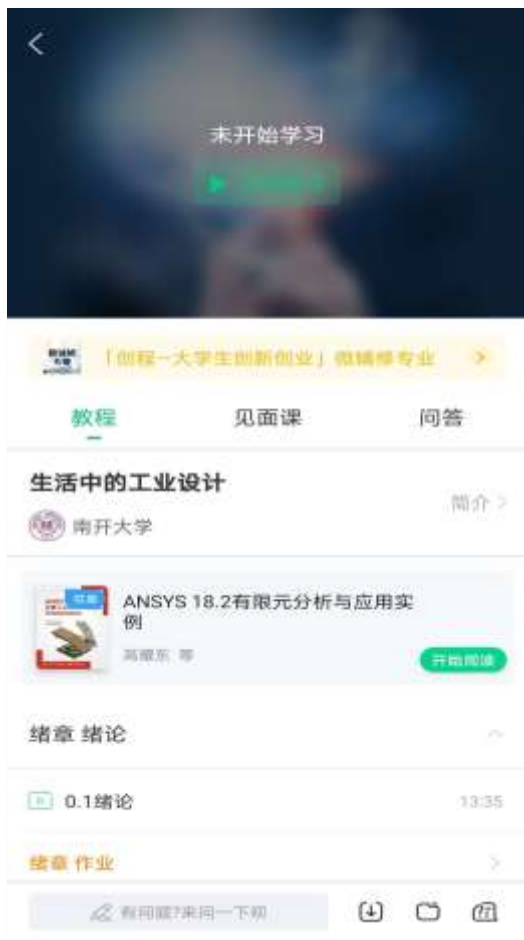 未开始学习
「创程-大学生创新创业」微辅修专业
教程
见面课
问答
生活中的工业设计
简介
南开大学
ANSYS 18.2有限元分析与应用实
例
高耀东 等
开始阅读
绪章 绪论
0.1绪论
13:35
绪章 作业
有问题?来问一下呗